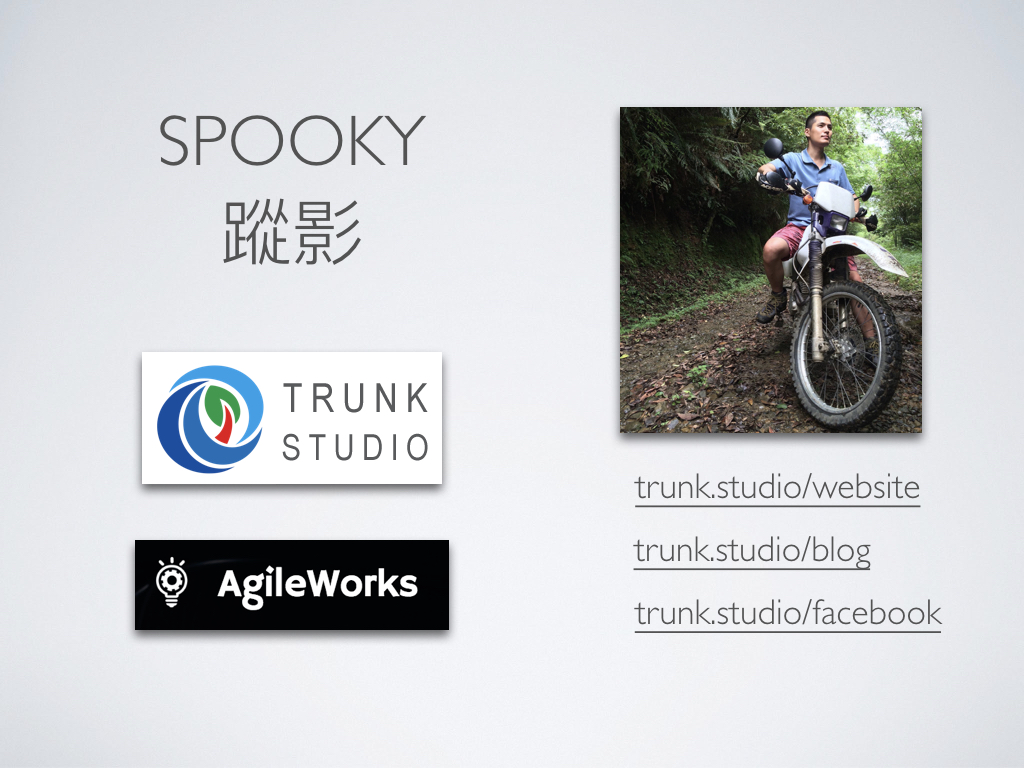 SPOOKY
蹤影
TRUNK
STUDIO
AgileWorks
trunk.studio/website
trunk.studio/blog
trunk.studio/facebook